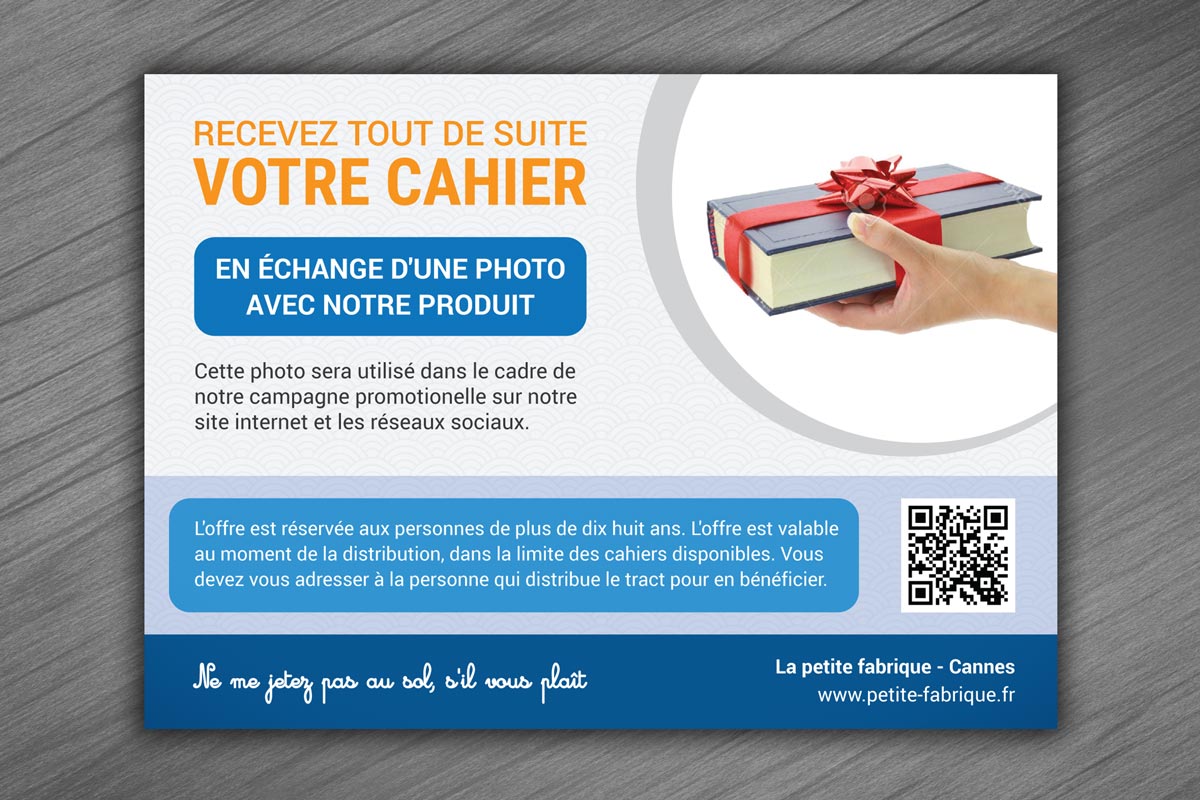 RECEVEZ TOUT DE SUITE
VOTRE CAHIER
EN ÉCHANGE D'UNE PHOTO
AVEC NOTRE PRODUIT
Cette photo sera utilisé dans le cadre de
notre campagne promotionelle sur notre
site internet et les réseaux sociaux.
L'offre est réservée aux personnes de plus de dix huit ans. L'offre est valable
au moment de la distribution, dans la limite des cahiers disponibles. Vous
devez vous adresser à la personne qui distribue le tract pour en bénéficier.
Ne me jetez pas au sol, s'il vous plaît
La petite fabrique - Cannes
www.petite-fabrique.fr